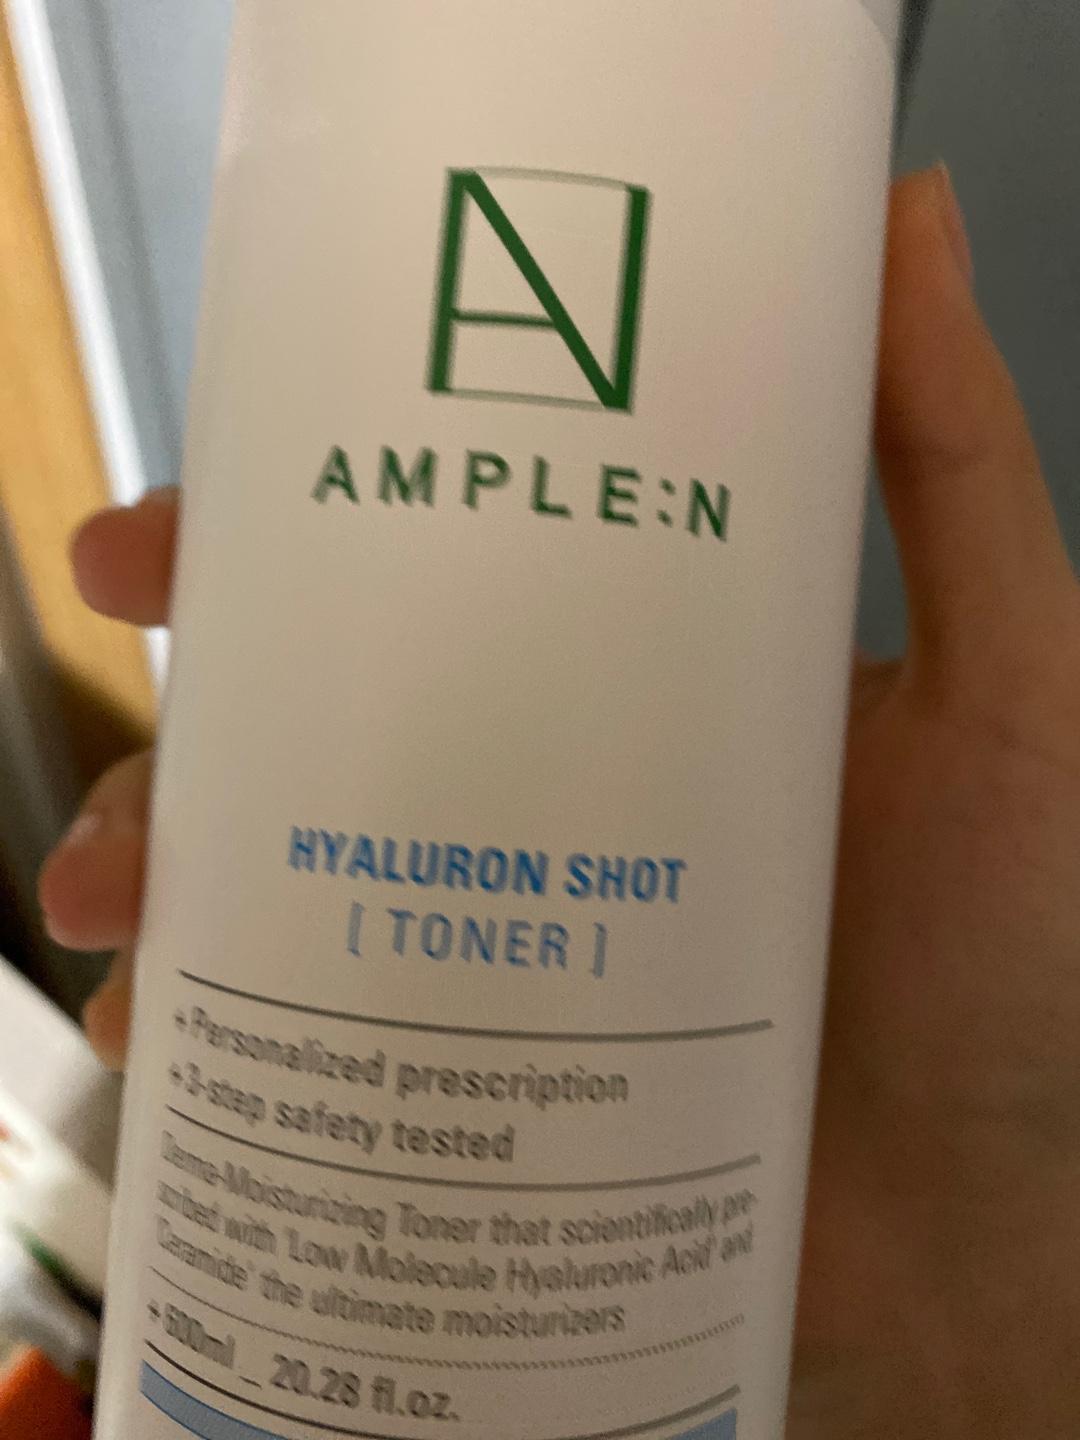 AMPLE:N
HYALURON SHOT
[ TONER ]
+ Personalized prescription
+ 3-step safety tested
Derma-Moisturizing Toner that scientifically pre-
scribed with 'Low Molecule Hyaluronic Acid' and
'Ceramide' the ultimate moisturizers
+ 600ml _ 20.28 fl.oz.